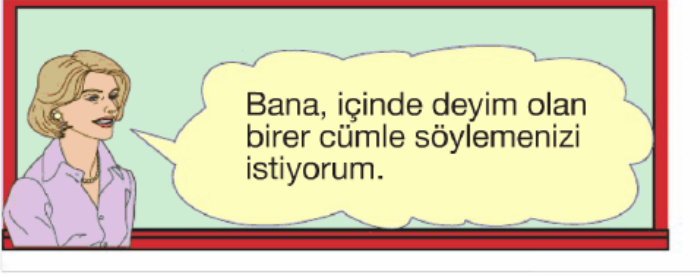 Bana, içinde deyim olan
birer cümle söylemenizi
istiyorum.